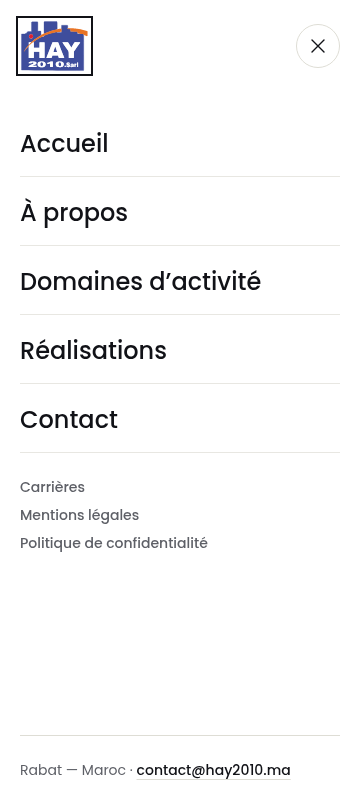 HAY
2010.Sarl
Accueil
À propos
Domaines d’activité
Réalisations
Contact
Carrières
Mentions légales
Politique de confidentialité
Rabat — Maroc · contact@hay2010.ma